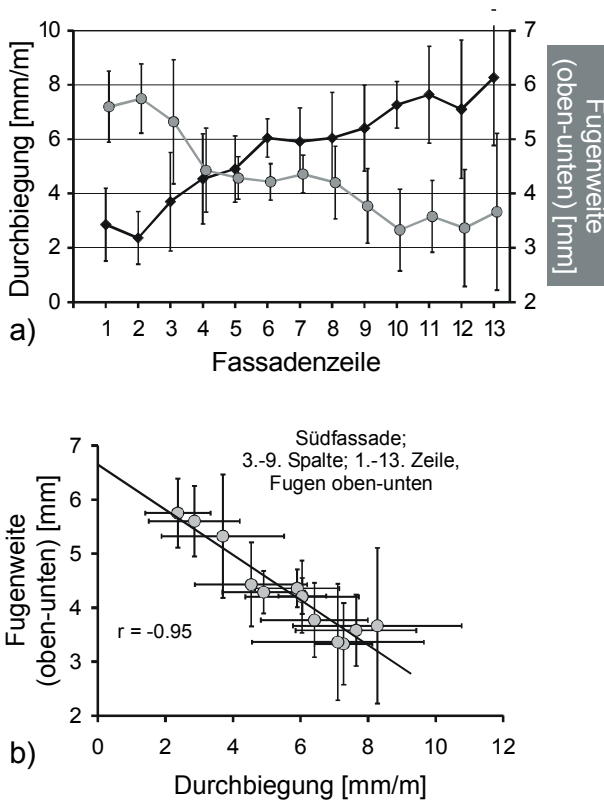 10
8
6
4
2
0
Durchbiegung [mm/m]
7
6
5
4
3
2
Fugenweite
(oben-unten) [mm]
1 2 3 4 5 6 7 8 9 10 11 12 13
a)
Fassadenzeile
Südfassade;
3.-9. Spalte; 1.-13. Zeile,
Fugen oben-unten
7
6
5
4
3
2
Fugenweite
(oben-unten) [mm]
r = -0.95
0 2 4 6 8 10 12
b)
Durchbiegung [mm/m]